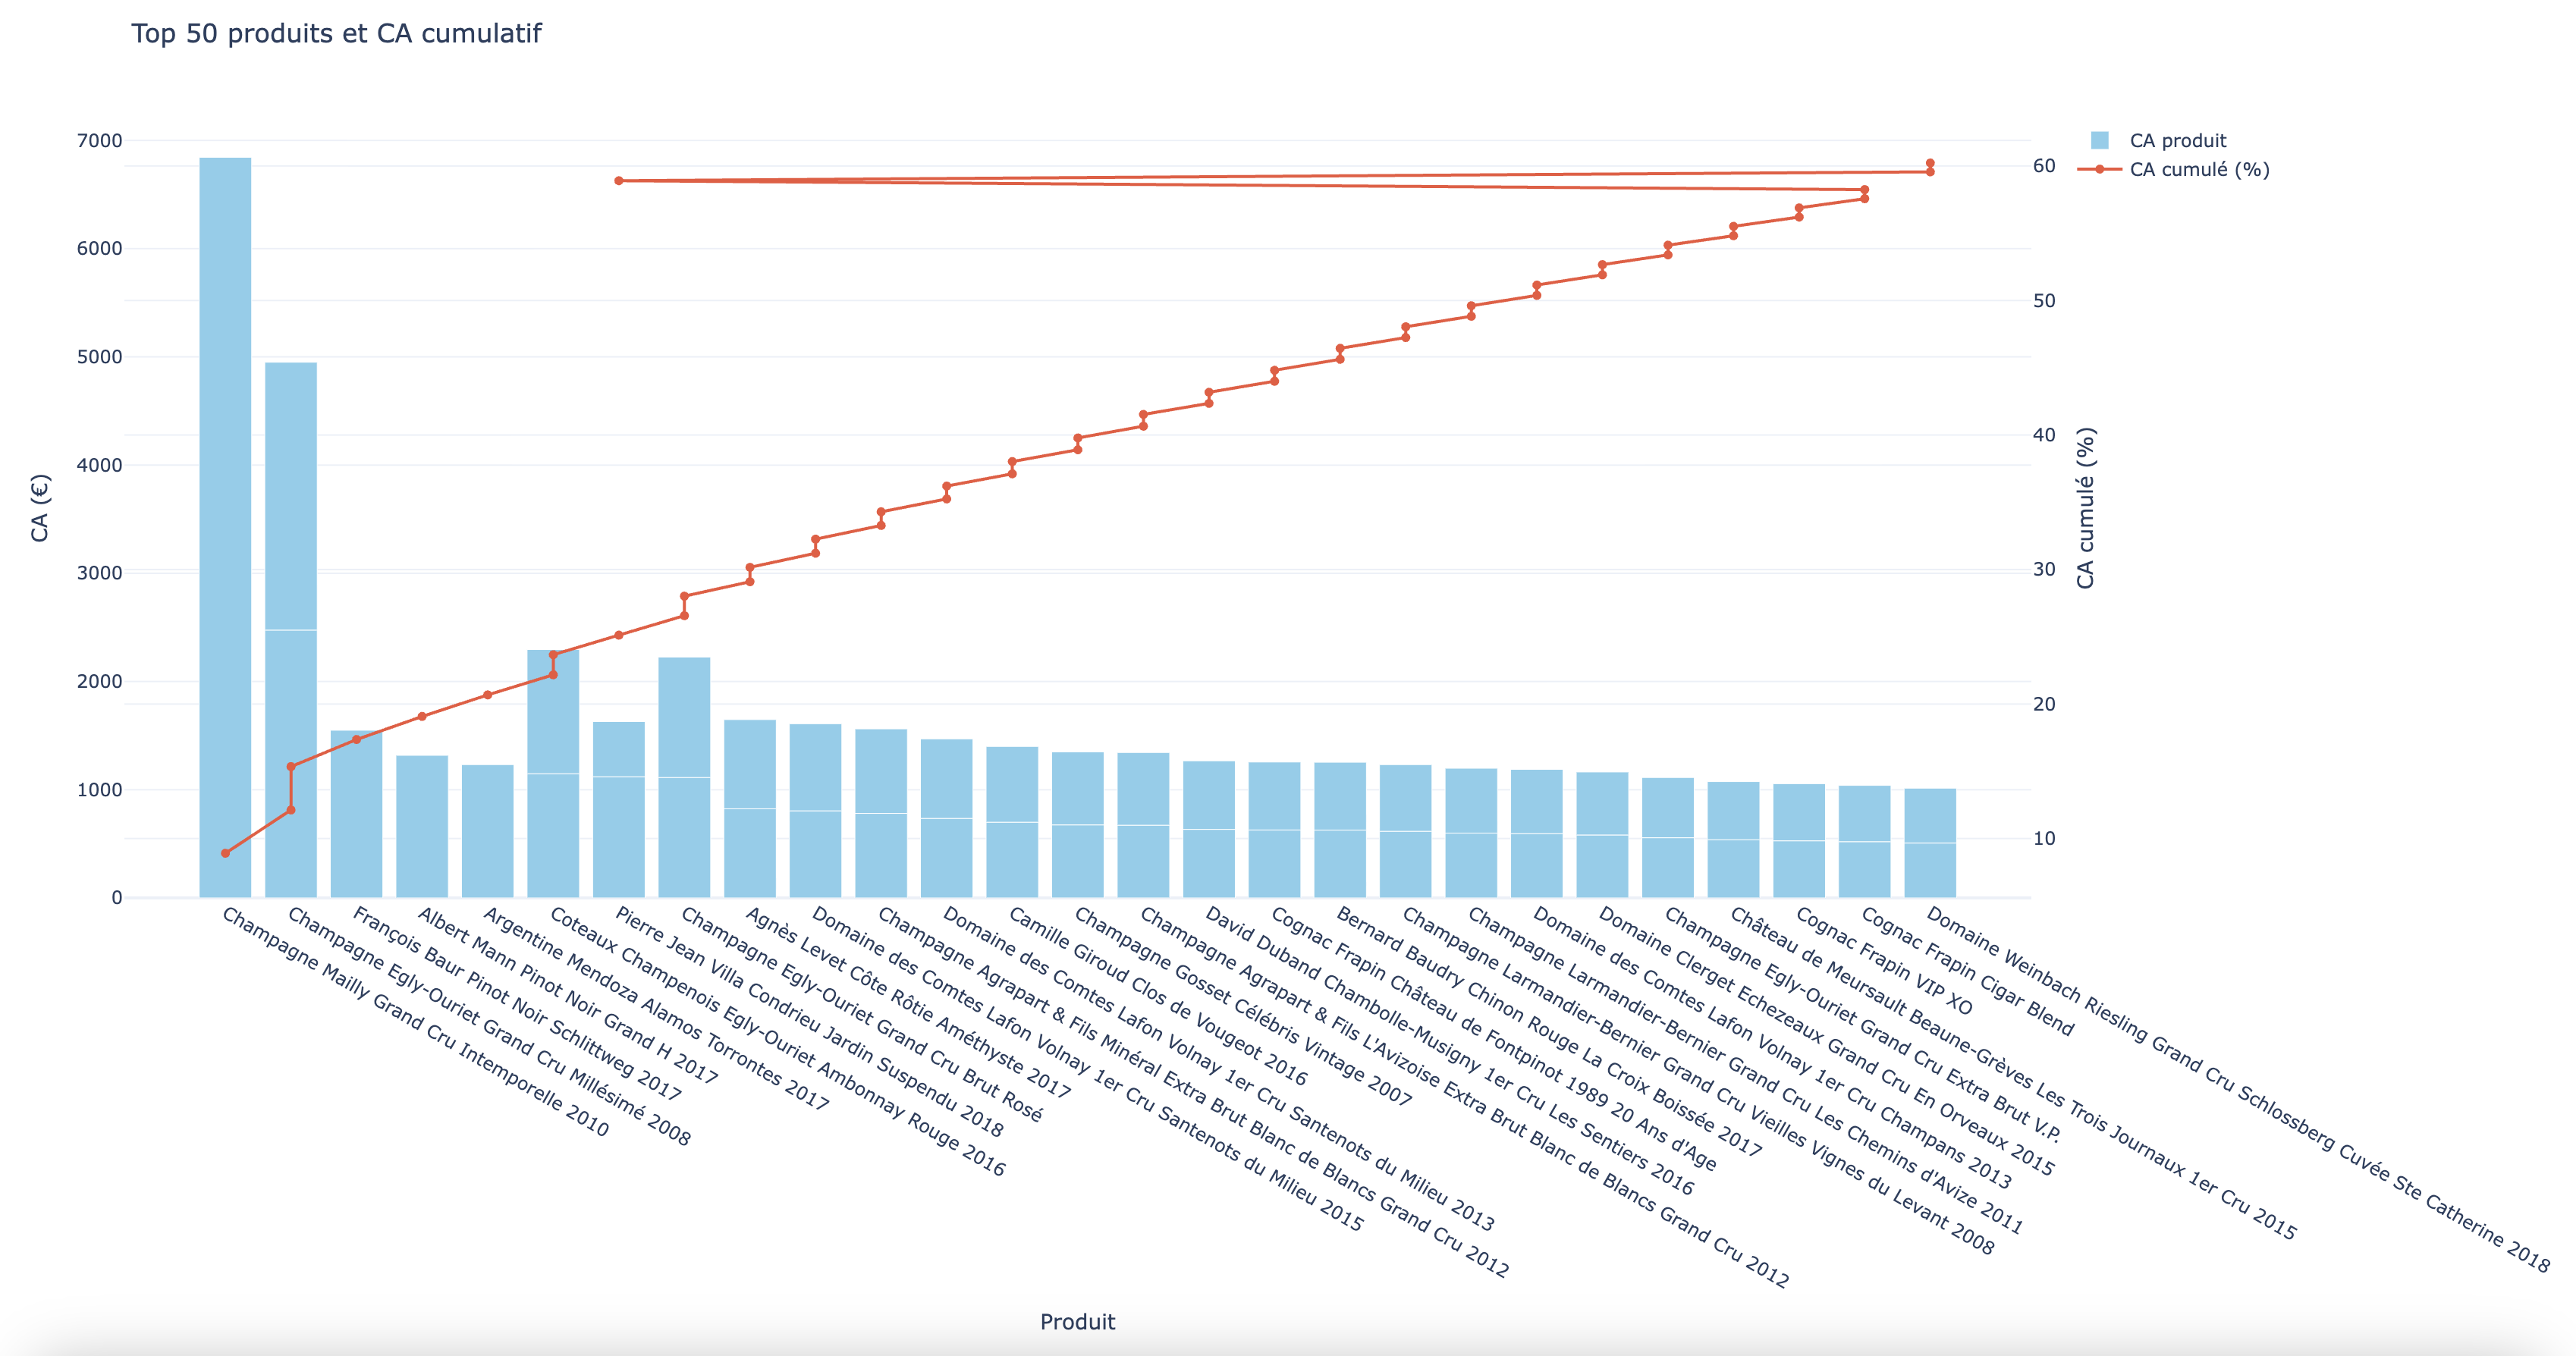 Top 50 produits et CA cumulatif
7000
6000
5000
4000
3000
2000
1000
0
CA (€)
60
50
40
30
20
10
CA cumulé (%)
CA produit
CA cumulé (%)
Champagne Mailly Grand Cru Intemporelle 2010
Champagne Egly-Ouriet Grand Cru Millésimé 2008
François Baur Pinot Noir Schlittweg 2017
Albert Mann Pinot Noir Grand H 2017
Argentine Mendoza Alamos Torrontes 2017
Coteaux Champenois Egly-Ouriet Ambonnay Rouge 2016
Pierre Jean Villa Condrieu Jardin Suspendu 2018
Champagne Egly-Ouriet Grand Cru Brut Rosé
Agnès Levet Côte Rôtie Améthyste 2017
Domaine des Comtes Lafon Volnay 1er Cru Santenots du Milieu 2015
Champagne Agrapart & Fils Minéral Extra Brut Blanc de Blancs Grand Cru 2012
Domaine des Comtes Lafon Volnay 1er Cru Santenots du Milieu 2013
Camille Giroud Clos de Vougeot 2016
Champagne Gosset Célébris Vintage 2007
Champagne Agrapart & Fils L'Avizoise Extra Brut Blanc de Blancs Grand Cru 2012
David Duband Chambolle-Musigny 1er Cru Les Sentiers 2016
Cognac Frapin Château de Fontpinot 1989 20 Ans d'Age
Bernard Baudry Chinon Rouge La Croix Boissée 2017
Champagne Larmandier-Bernier Grand Cru Vieilles Vignes du Levant 2008
Champagne Larmandier-Bernier Grand Cru Les Chemins d'Avize 2011
Domaine des Comtes Lafon Volnay 1er Cru Champans 2013
Domaine Clerget Echezeaux Grand Cru En Orveaux 2015
Champagne Egly-Ouriet Grand Cru Extra Brut V.P.
Château de Meursault Beaune-Grèves Les Trois Journaux 1er Cru 2015
Cognac Frapin VIP XO
Cognac Frapin Cigar Blend
Domaine Weinbach Riesling Grand Cru Schlossberg Cuvée Ste Catherine 2018
Produit